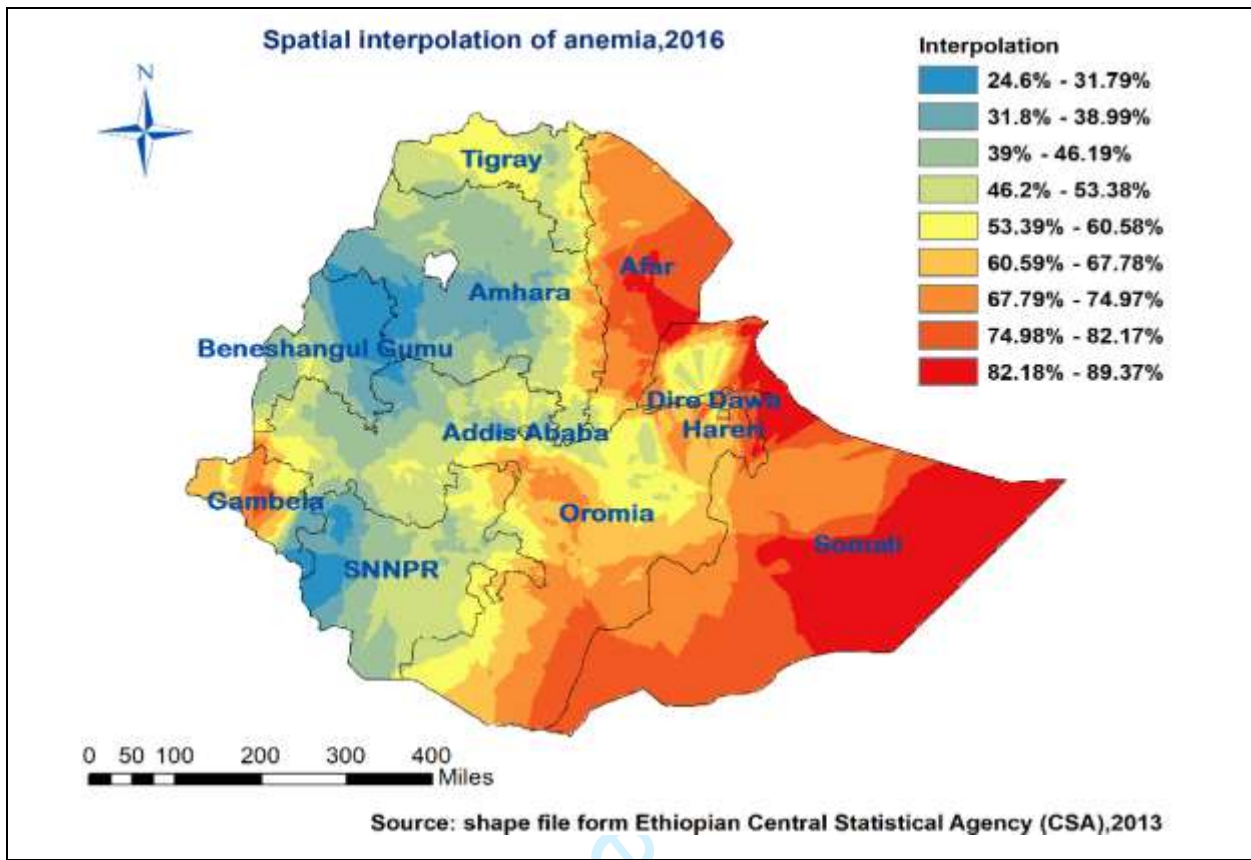 Spatial interpolation of anemia,2016
N
Interpolation
24.6% - 31.79%
31.8% - 38.99%
39% - 46.19%
46.2% - 53.38%
53.39% - 60.58%
60.59% - 67.78%
67.79% - 74.97%
74.98% - 82.17%
82.18% - 89.37%
Tigray
Afar
Amhara
Beneshangul Gumu
Dire Dawa
Addis Ababa
Hareri
Gambela
Oromia
Somali
SNNPR
0 50 100 200 300 400
Miles
Source: shape file form Ethiopian Central Statistical Agency (CSA),2013